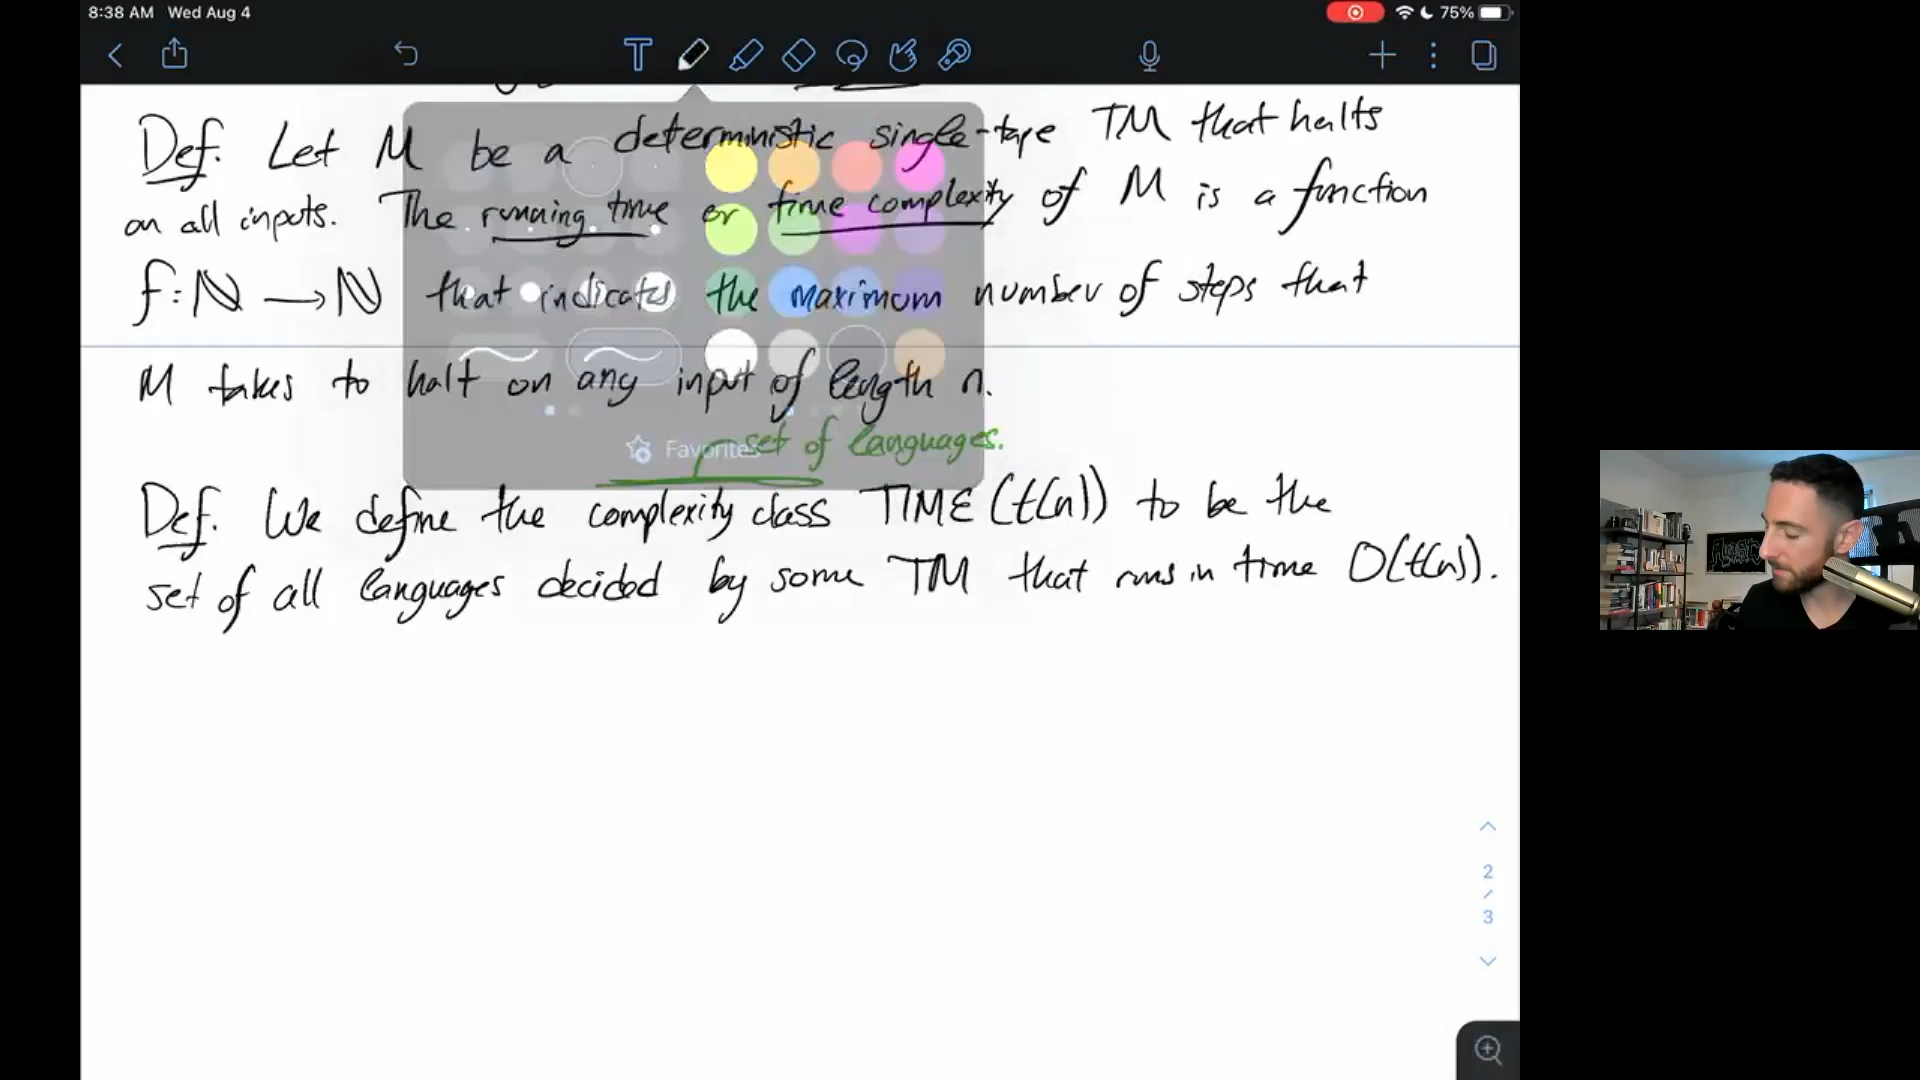 8:38 AM Wed Aug 4
75%
Def. Let M be a deterministic single-tape TM that halts
on all inputs. The running time or time complexity of M is a function
f: ℕ → ℕ that indicates the maximum number of steps that
M takes to halt on any input of length n.
Favorites
set of languages.
Def. We define the complexity class TIME(t(n)) to be the
set of all languages decided by some TM that runs in time O(t(n)).
2
/
3